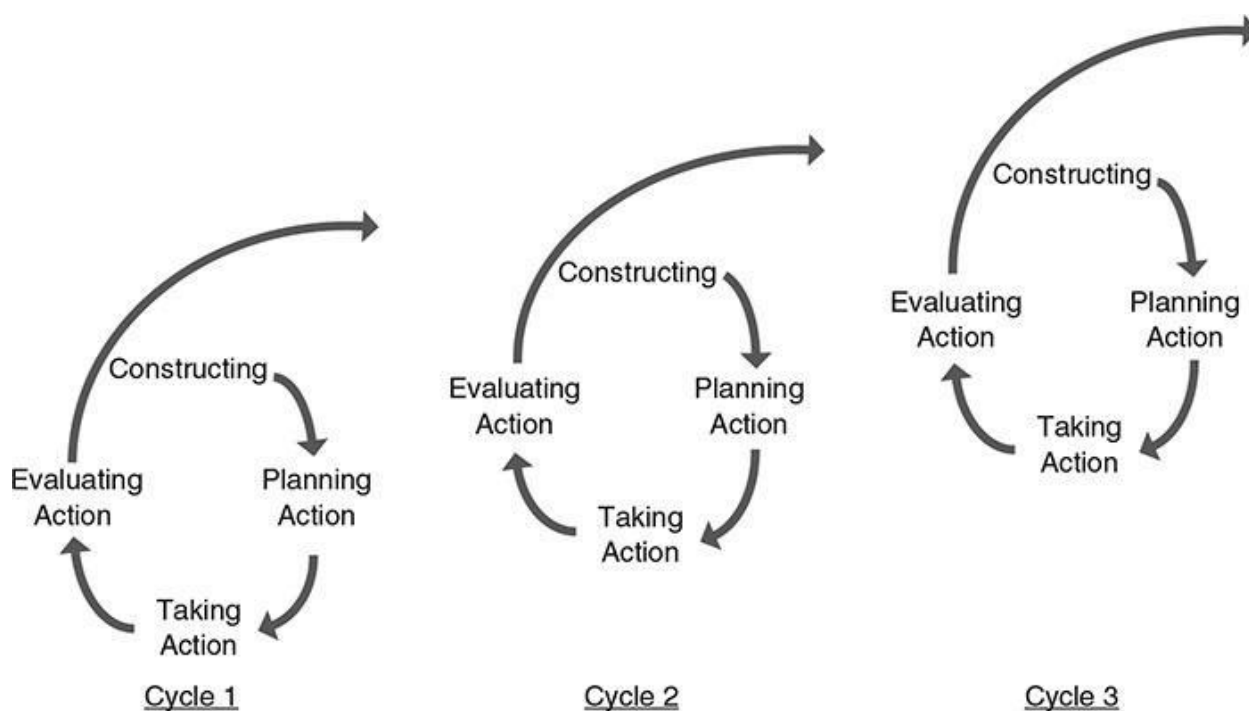 Constructing
Planning
Action
Taking
Action
Evaluating
Action
Cycle 1
Constructing
Planning
Action
Taking
Action
Evaluating
Action
Cycle 2
Constructing
Planning
Action
Taking
Action
Evaluating
Action
Cycle 3